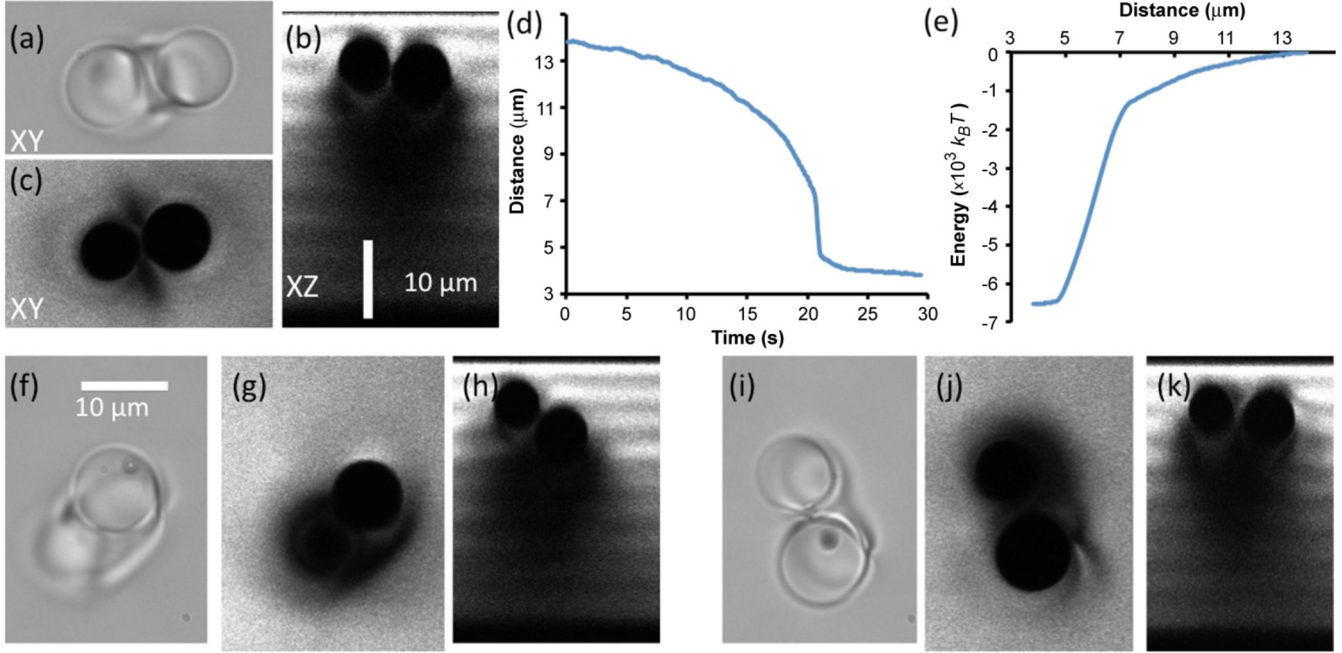 (a)
XY
(b)
XZ
10 μm
(c)
XY
(d)
Distance (μm)
13
11
9
7
5
3
0
5
10
15
20
25
30
Time (s)
(e)
Distance (μm)
3
5
7
9
11
13
Energy (×10³ k_BT)
0
-1
-2
-3
-4
-5
-6
-7
(f)
10 μm
(g)
(h)
(i)
(j)
(k)